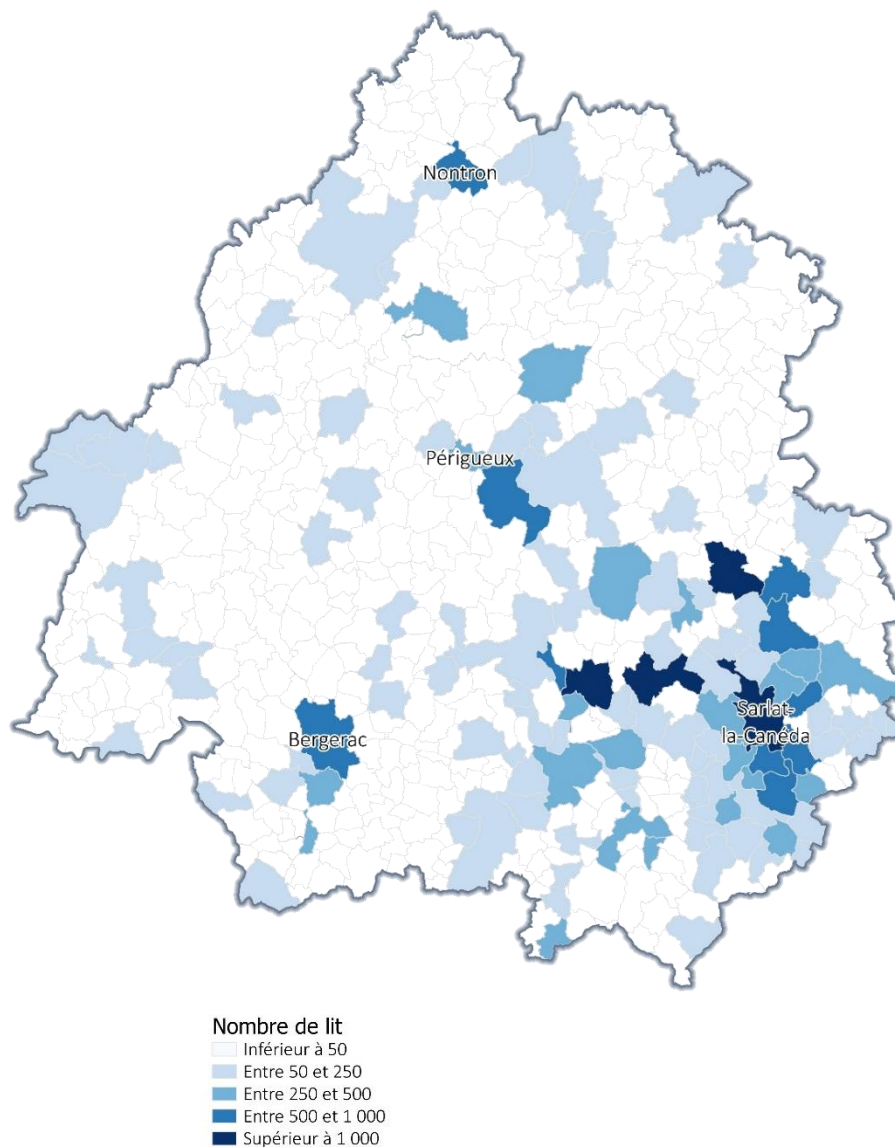 Nontron
Périgueux
Sarlat-
la-Canéda
Bergerac
Nombre de lit
Inférieur à 50
Entre 50 et 250
Entre 250 et 500
Entre 500 et 1 000
Supérieur à 1 000